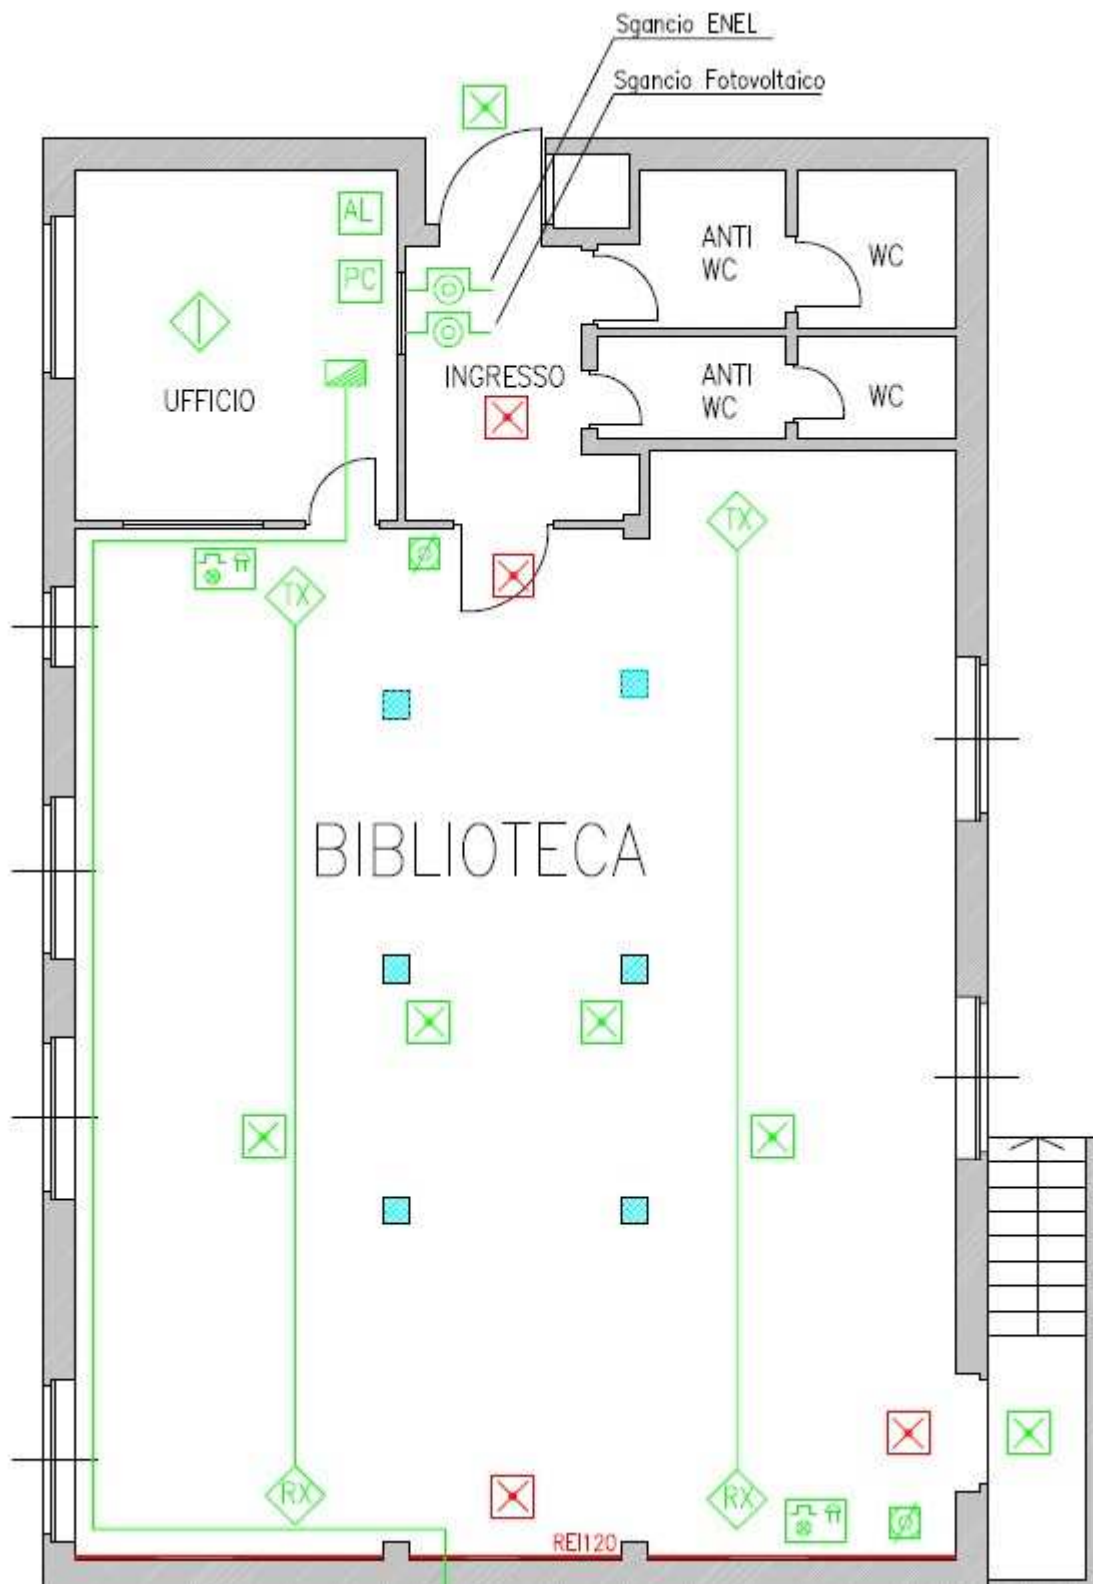 Sgancio ENEL
Sgancio Fotovoltaico
AL
PC
ANTI
WC
WC
UFFICIO
INGRESSO
ANTI
WC
WC
TX
TX
BIBLIOTECA
RX
RX
REI120